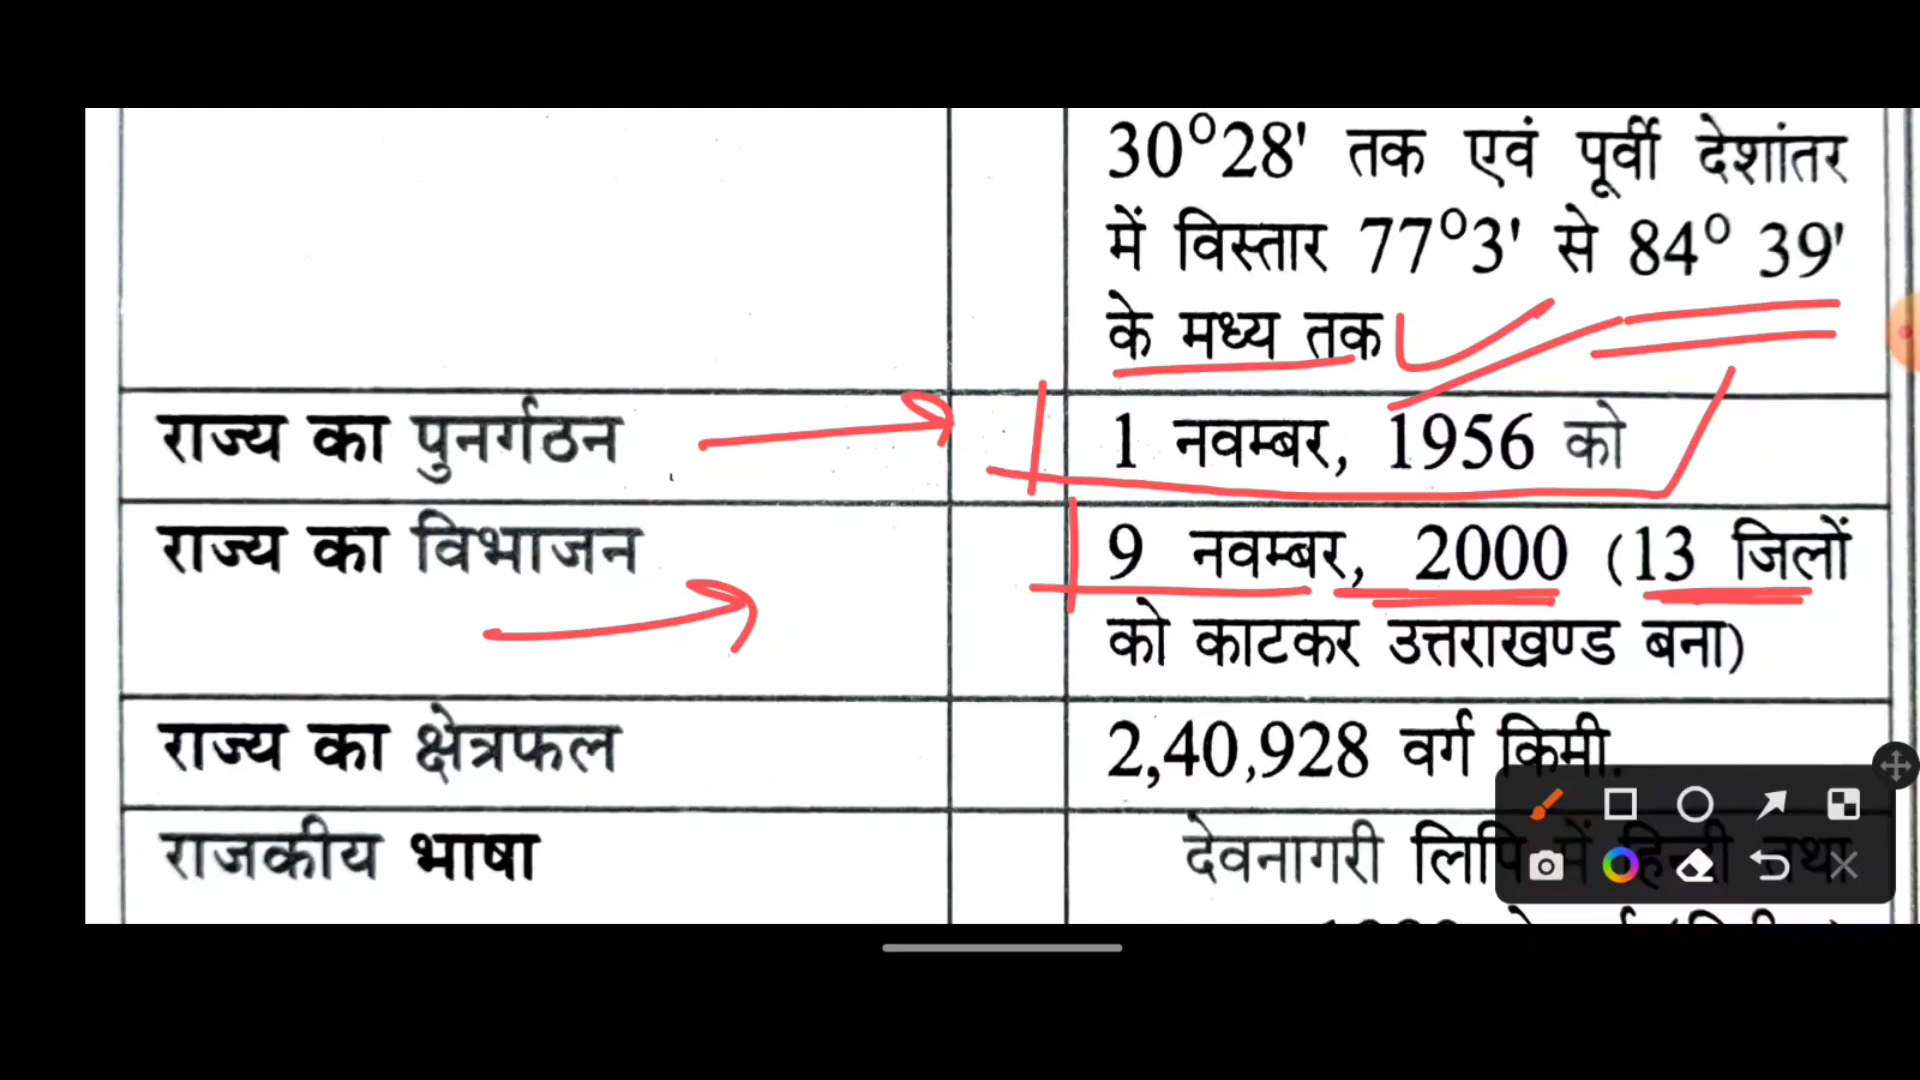 30°28' तक एवं पूर्वी देशांतर
में विस्तार 77°3' से 84° 39'
के मध्य तक
राज्य का पुनर्गठन 1 नवम्बर, 1956 को
राज्य का विभाजन 9 नवम्बर, 2000 (13 जिलों
को काटकर उत्तराखण्ड बना)
राज्य का क्षेत्रफल 2,40,928 वर्ग किमी.
राजकीय भाषा देवनागरी लिपि में हिन्दी तथा